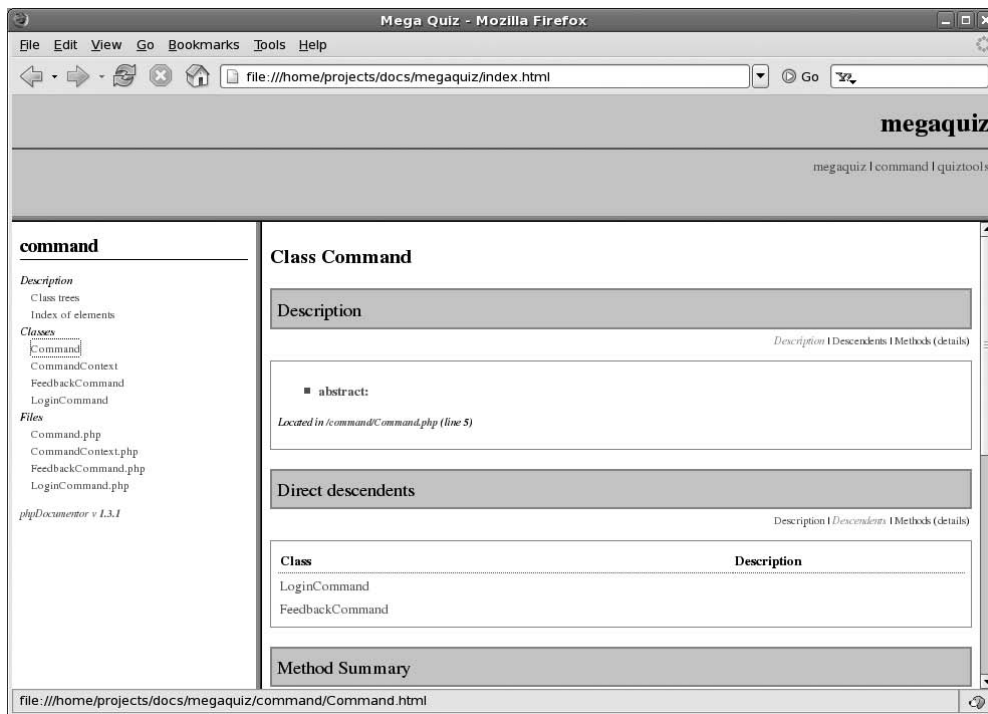 Mega Quiz - Mozilla Firefox
File Edit View Go Bookmarks Tools Help
file:///home/projects/docs/megaquiz/index.html Go
megaquiz
megaquiz | command | quiztools
command
Description
Class trees
Index of elements
Classes
Command
CommandContext
FeedbackCommand
LoginCommand
Files
Command.php
CommandContext.php
FeedbackCommand.php
LoginCommand.php
phpDocumentor v 1.3.1
Class Command
Description
Description | Descendents | Methods (details)
abstract:
Located in /command/Command.php (line 5)
Direct descendents
Description | Descendents | Methods (details)
Class Description
LoginCommand
FeedbackCommand
Method Summary
file:///home/projects/docs/megaquiz/command/Command.html